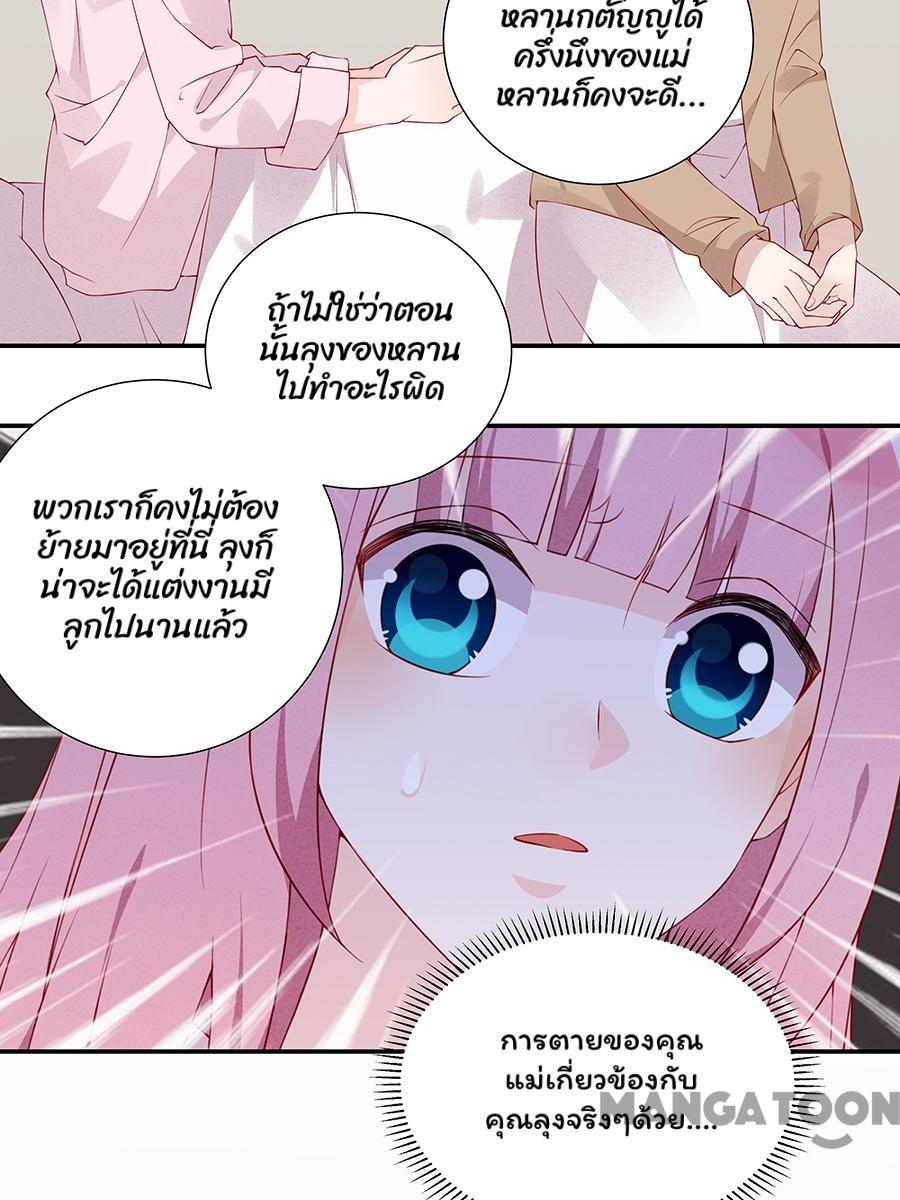 หลานกตัญญูได้
ครึ่งนึงของแม่
หลานก็คงจะดี...
ถ้าไม่ใช่ว่าตอน
นั้นลุงของหลาน
ไปทำอะไรผิด
พวกเราก็คงไม่ต้อง
ย้ายมาอยู่ที่นี่ ลุงก็
น่าจะได้แต่งงานมี
ลูกไปนานแล้ว
การตายของคุณ
แม่เกี่ยวข้องกับ
คุณลุงจริงๆด้วย....
MANGATOON